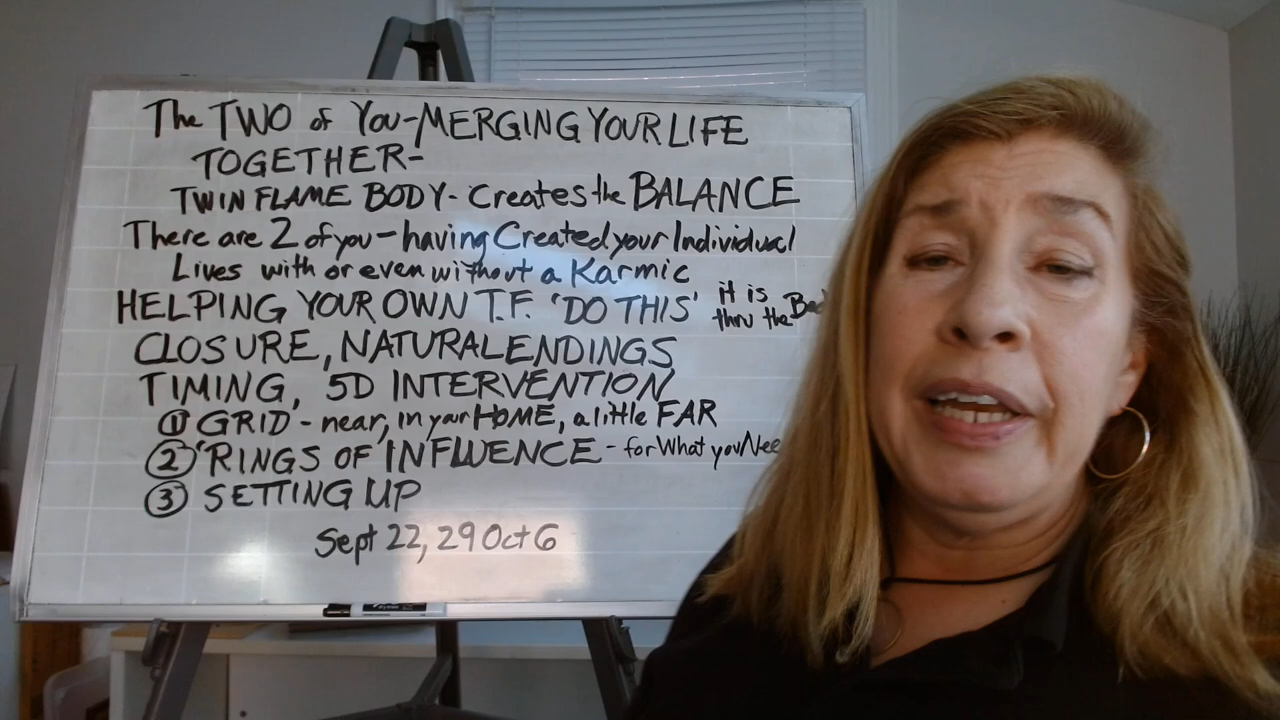 The TWO of You-MERGING YOUR LIFE
TOGETHER-
TWIN FLAME BODY - Creates the BALANCE
There are 2 of you - having Created your Individual
Lives with or even without a Karmic
HELPING YOUR OWN T.F. 'DO THIS' it is
thru the
CLOSURE, NATURAL ENDINGS
TIMING, 5D INTERVENTION
① 'GRID' - near, in your HOME, a little FAR
② 'RINGS OF INFLUENCE - for What you
③ SETTING UP
Sept 22, 29 Oct 6